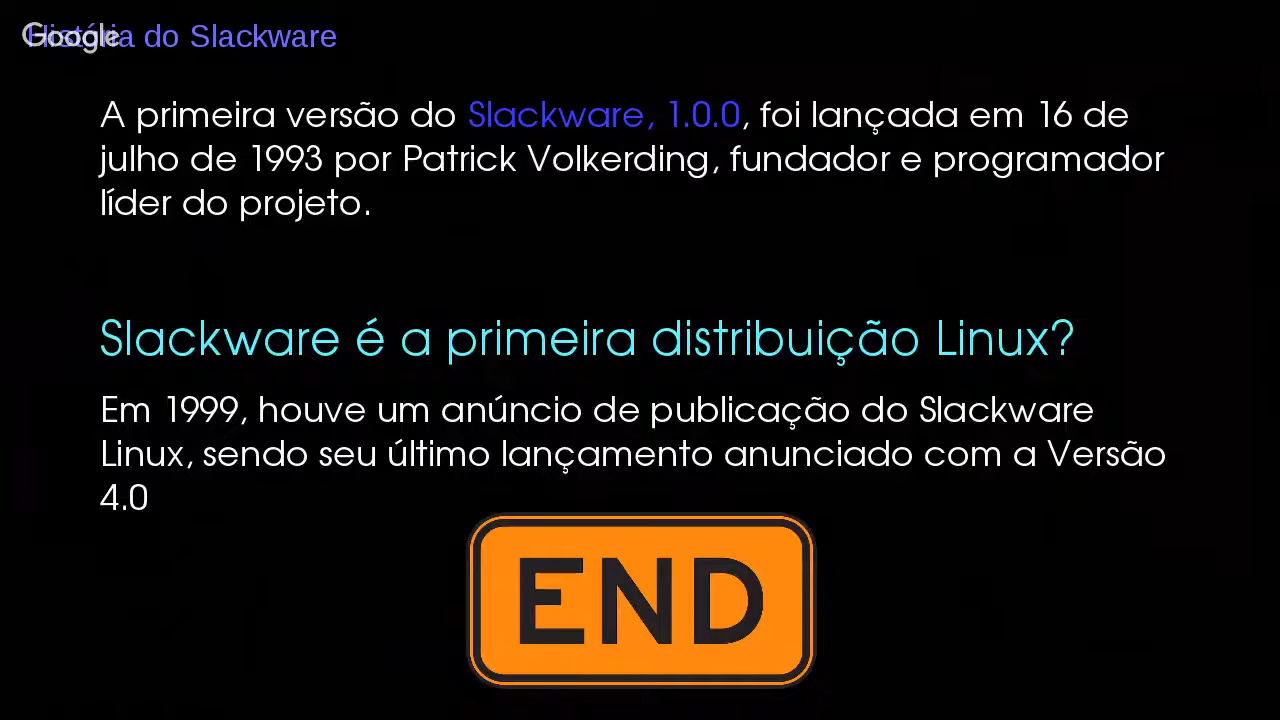 Google
História do Slackware
A primeira versão do Slackware, 1.0.0, foi lançada em 16 de
julho de 1993 por Patrick Volkerding, fundador e programador
líder do projeto.
Slackware é a primeira distribuição Linux?
Em 1999, houve um anúncio de publicação do Slackware
Linux, sendo seu último lançamento anunciado com a Versão
4.0
END